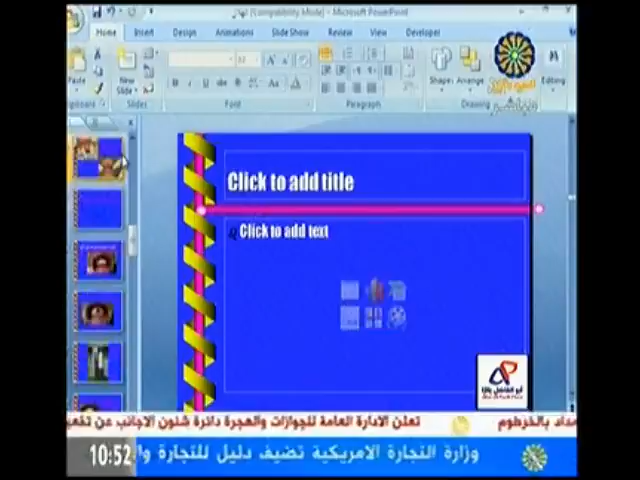 [Compatibility Mode] - Microsoft PowerPoint
Home Insert Design Animations Slide Show Review View Developer
Paste
New
Slide
Shapes Arrange
Editing
Slides Font Paragraph Drawing
مباشر
Click to add title
Click to add text
تعلن الادارة العامة للجوازات والهجرة دائرة شئون الاجانب عن
بالخرطوم
10:52
وزارة التجارة الامريكية تضيف دليل للتجارة